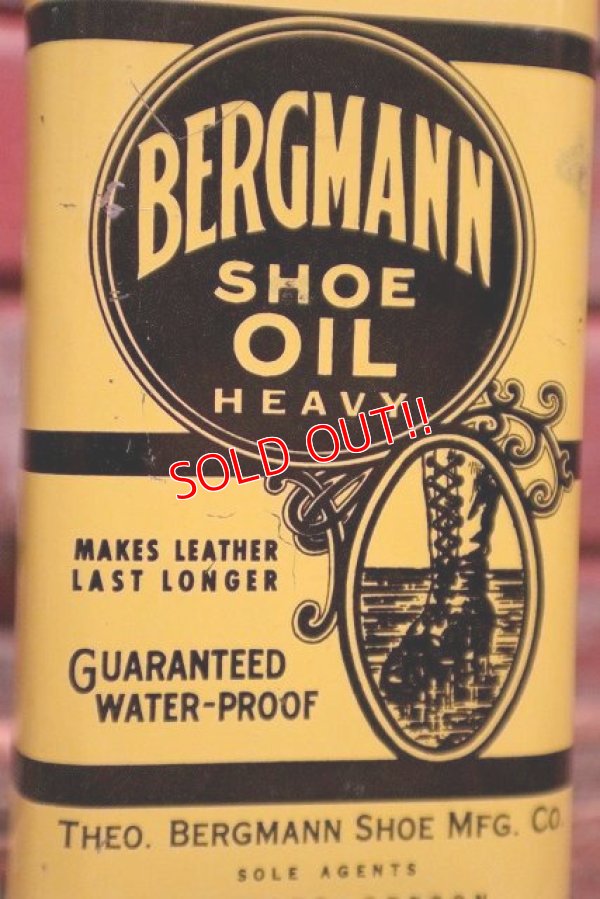 BERGMANN
SHOE
OIL
HEAVY
SOLD OUT!!
MAKES LEATHER
LAST LONGER
GUARANTEED
WATER-PROOF
THEO. BERGMANN SHOE MFG. CO.
SOLE AGENTS